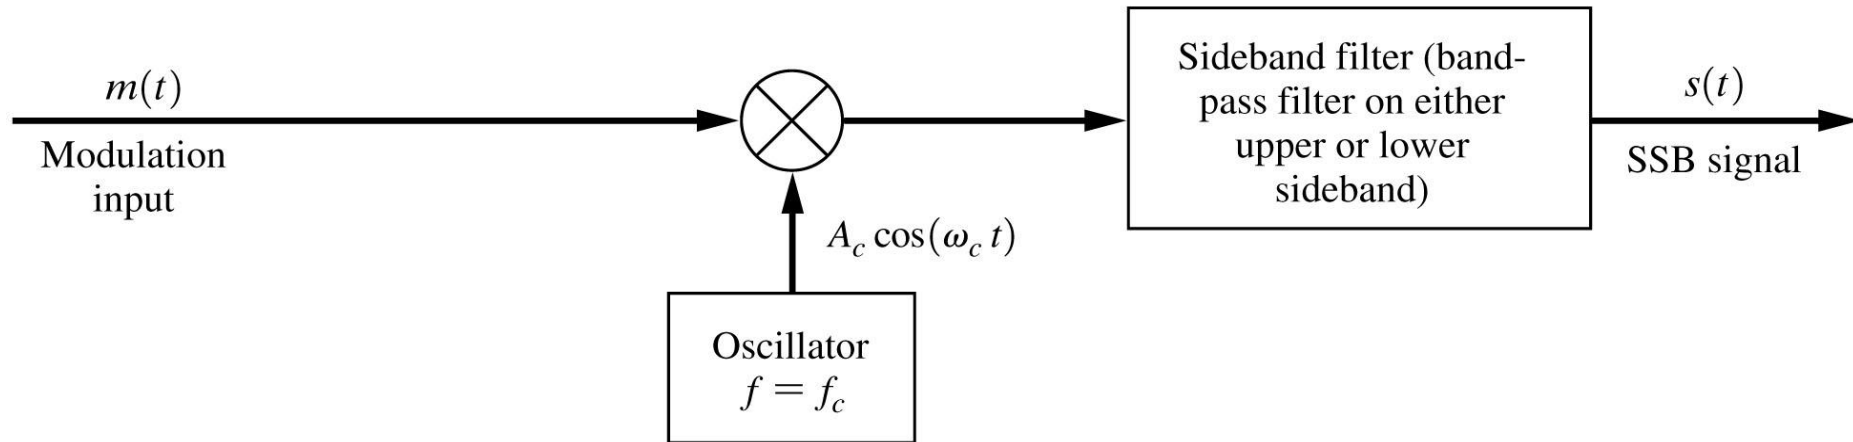 m(t)
Modulation
input
A_c cos(ω_c t)
Oscillator
f = f_c
Sideband filter (band-
pass filter on either
upper or lower
sideband)
s(t)
SSB signal